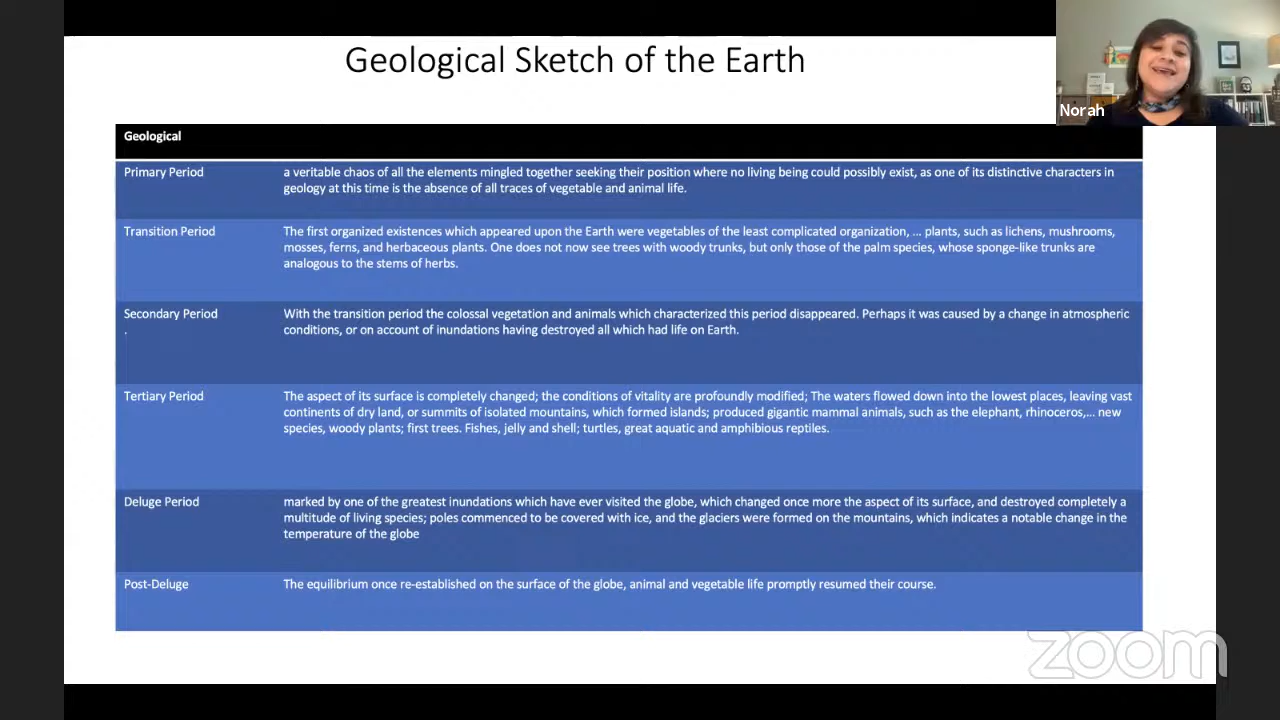 Geological Sketch of the Earth
Norah
Geological
Primary Period
a veritable chaos of all the elements mingled together seeking their position where no living being could possibly exist, as one of its distinctive characters in
geology at this time is the absence of all traces of vegetable and animal life.
Transition Period
The first organized existences which appeared upon the Earth were vegetables of the least complicated organization, ... plants, such as lichens, mushrooms,
mosses, ferns, and herbaceous plants. One does not now see trees with woody trunks, but only those of the palm species, whose sponge-like trunks are
analogous to the stems of herbs.
Secondary Period
.
With the transition period the colossal vegetation and animals which characterized this period disappeared. Perhaps it was caused by a change in atmospheric
conditions, or on account of inundations having destroyed all which had life on Earth.
Tertiary Period
The aspect of its surface is completely changed; the conditions of vitality are profoundly modified; The waters flowed down into the lowest places, leaving vast
continents of dry land, or summits of isolated mountains, which formed islands; produced gigantic mammal animals, such as the elephant, rhinoceros,... new
species, woody plants; first trees. Fishes, jelly and shell; turtles, great aquatic and amphibious reptiles.
Deluge Period
marked by one of the greatest inundations which have ever visited the globe, which changed once more the aspect of its surface, and destroyed completely a
multitude of living species; poles commenced to be covered with ice, and the glaciers were formed on the mountains, which indicates a notable change in the
temperature of the globe
Post-Deluge
The equilibrium once re-established on the surface of the globe, animal and vegetable life promptly resumed their course.
zoom